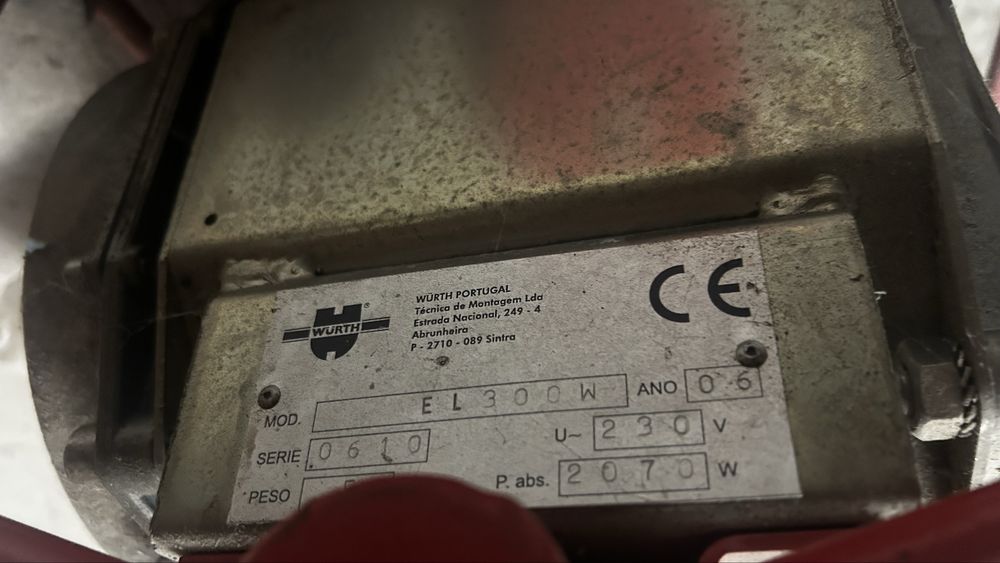 WÜRTH®
WÜRTH PORTUGAL
Técnica de Montagem Lda
Estrada Nacional, 249 - 4
Abrunheira
P - 2710 - 089 Sintra
CE
MOD. EL300W ANO 06
SERIE 0610 U~ 230 V
PESO P. abs. 2070 W